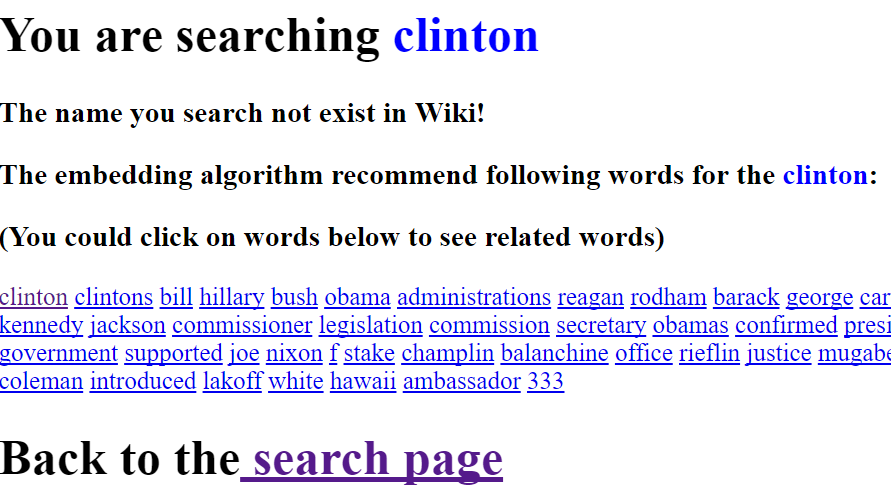 You are searching clinton
The name you search not exist in Wiki!
The embedding algorithm recommend following words for the clinton:
(You could click on words below to see related words)
clinton clintons bill hillary bush obama administrations reagan rodham barack george car
kennedy jackson commissioner legislation commission secretary obamas confirmed presi
government supported joe nixon f stake champlin balanchine office rieflin justice mugabe
coleman introduced lakoff white hawaii ambassador 333
Back to the search page